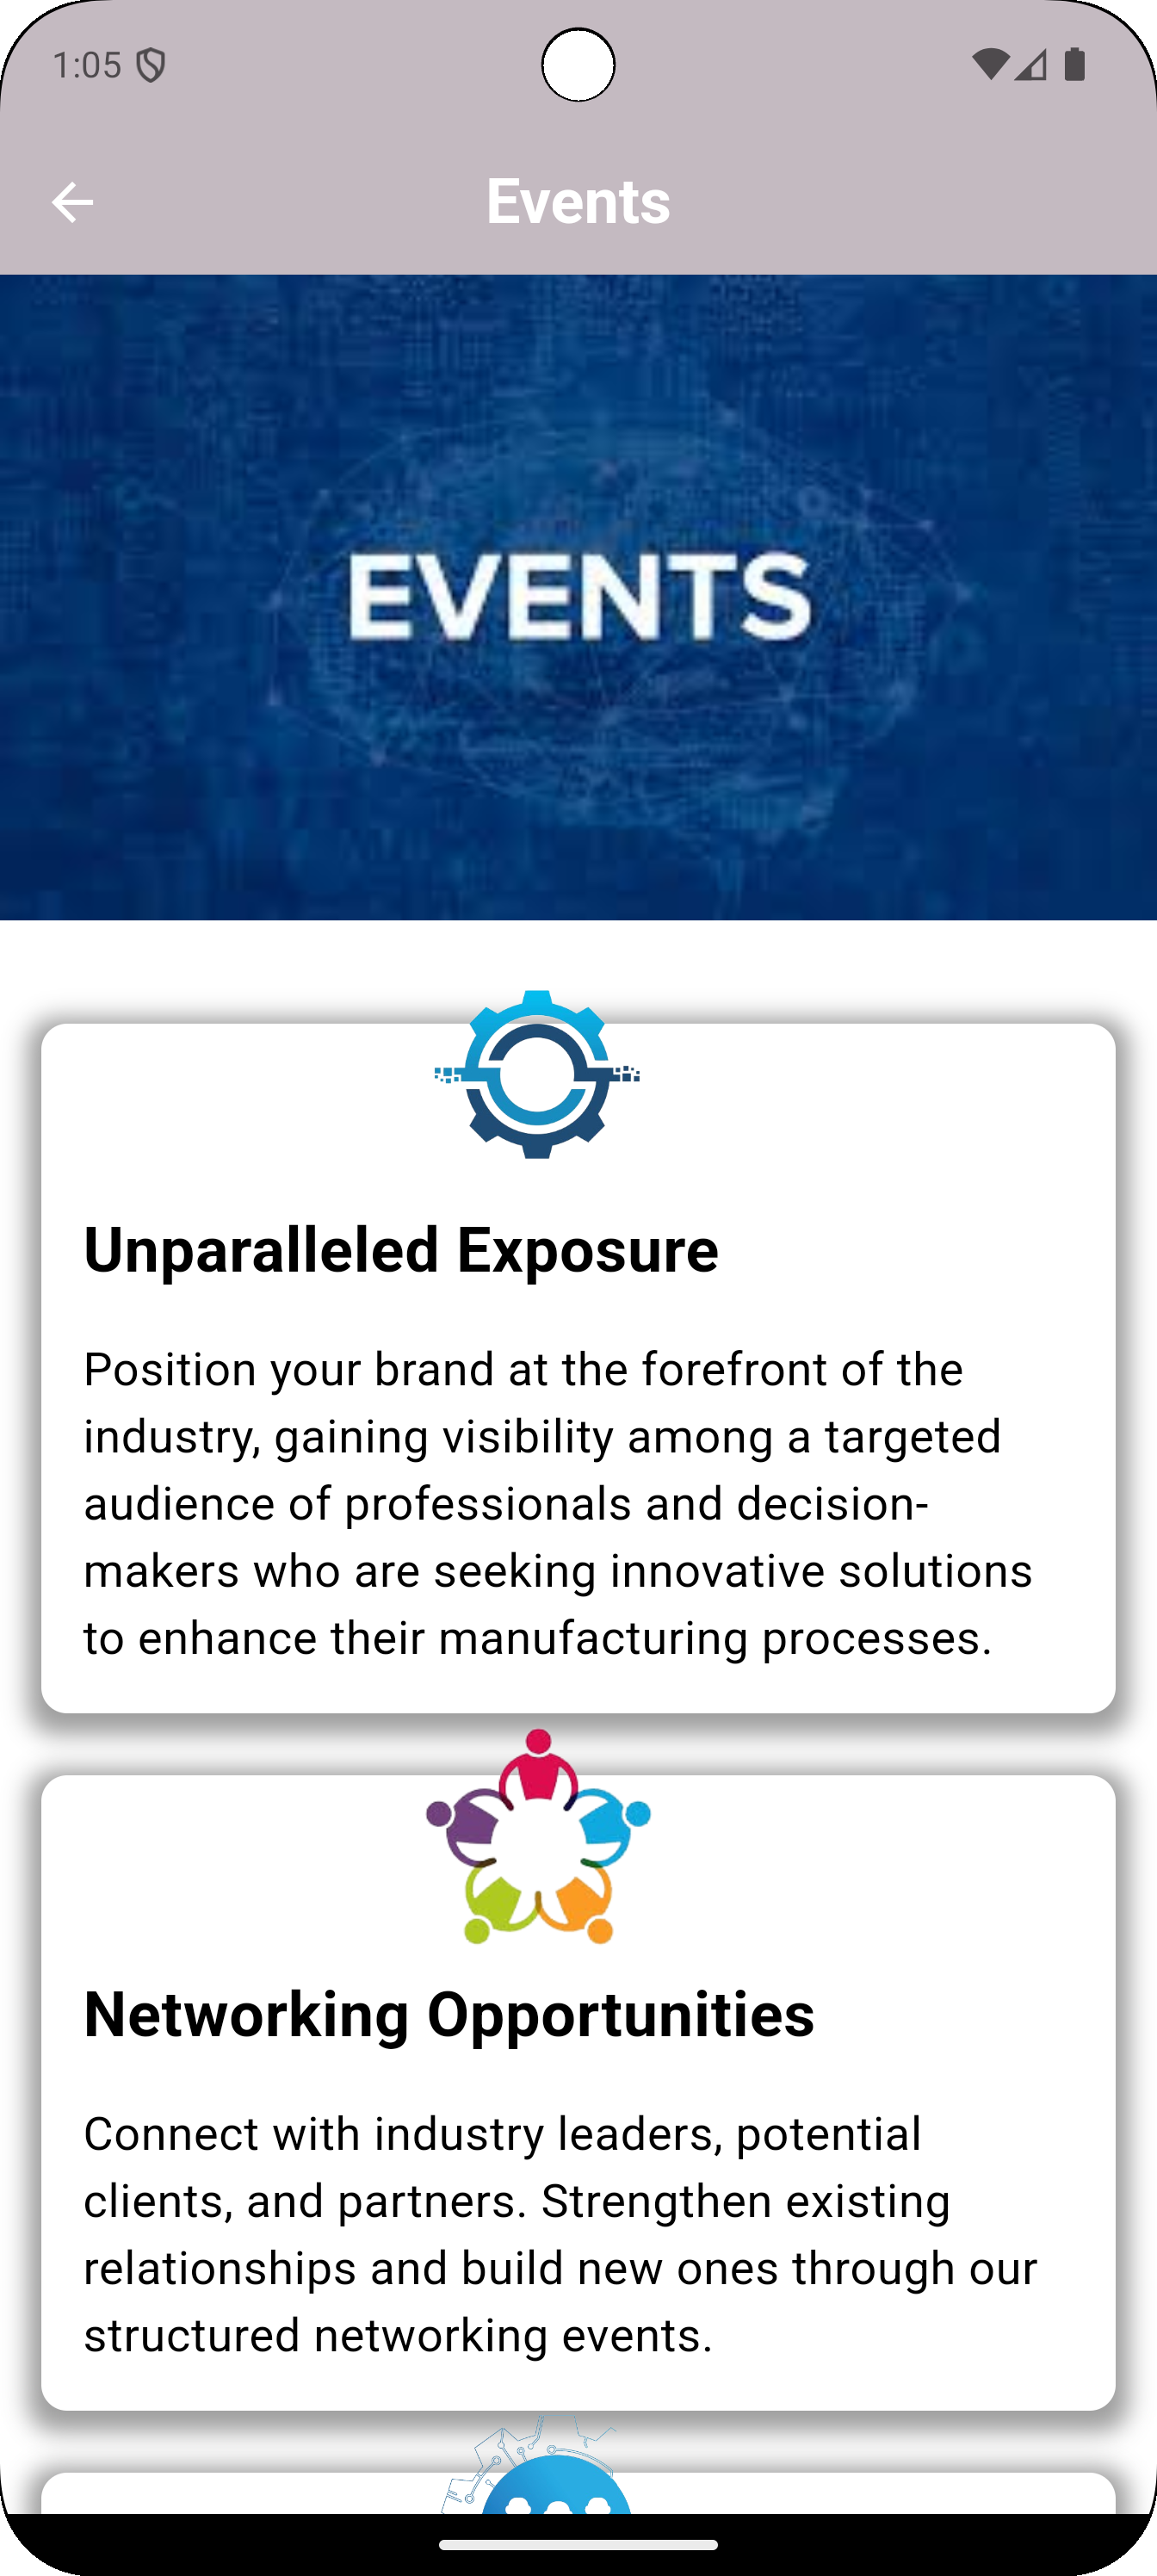 1:05
Events
EVENTS
Unparalleled Exposure
Position your brand at the forefront of the
industry, gaining visibility among a targeted
audience of professionals and decision-
makers who are seeking innovative solutions
to enhance their manufacturing processes.
Networking Opportunities
Connect with industry leaders, potential
clients, and partners. Strengthen existing
relationships and build new ones through our
structured networking events.